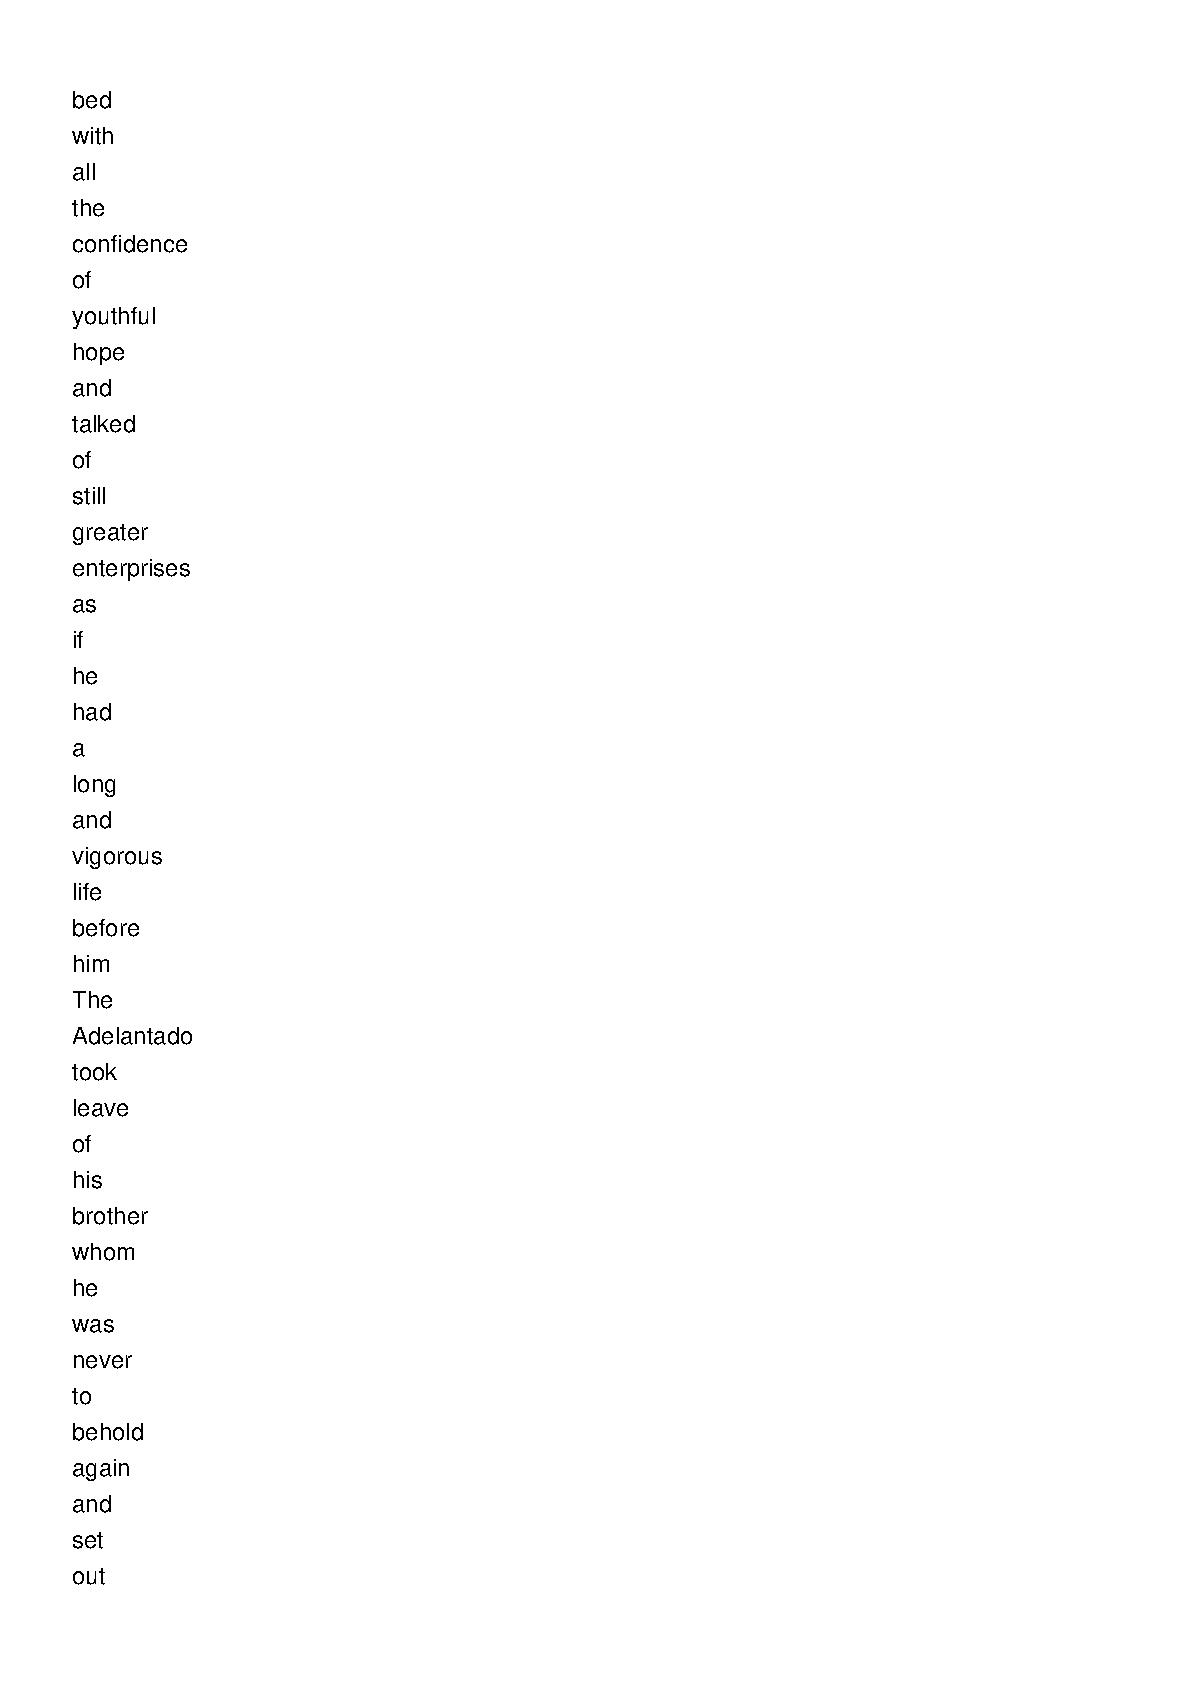 bed
with
all
the
confidence
of
youthful
hope
and
talked
of
still
greater
enterprises
as
if
he
had
a
long
and
vigorous
life
before
him
The
Adelantado
took
leave
of
his
brother
whom
he
was
never
to
behold
again
and
set
out